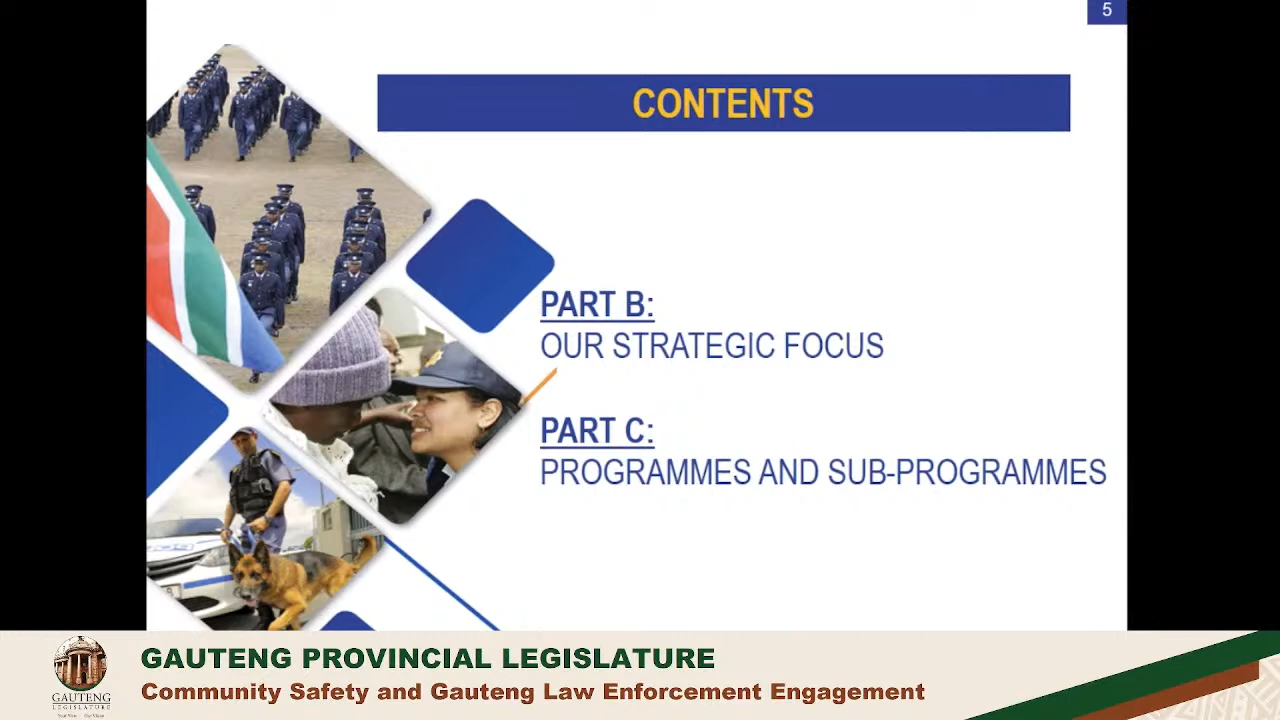 5
CONTENTS
PART B:
OUR STRATEGIC FOCUS
PART C:
PROGRAMMES AND SUB-PROGRAMMES
GAUTENG PROVINCIAL LEGISLATURE
Community Safety and Gauteng Law Enforcement Engagement
GAUTENG
LEGISLATURE